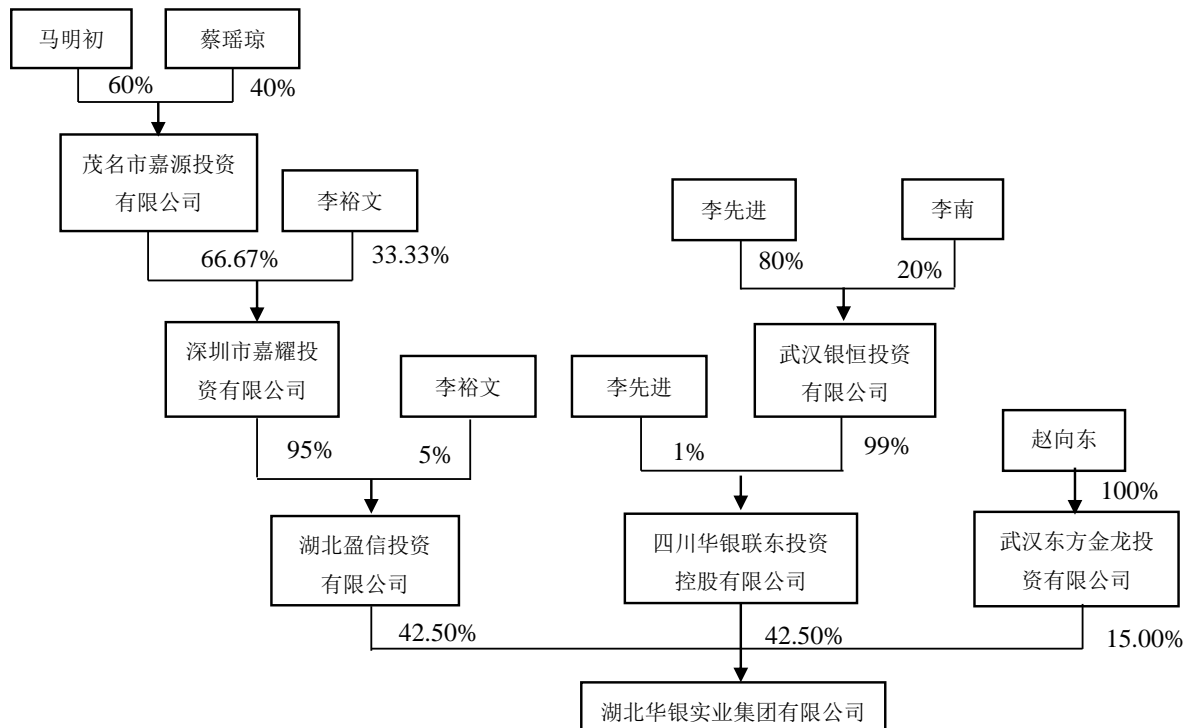 马明初
蔡瑶琼
60%
40%
茂名市嘉源投资
有限公司
李裕文
李先进
李南
66.67%
33.33%
80%
20%
深圳市嘉耀投
资有限公司
李裕文
李先进
武汉银恒投资
有限公司
赵向东
95%
5%
1%
99%
100%
湖北盈信投资
有限公司
四川华银联东投资
控股有限公司
武汉东方金龙投
资有限公司
42.50%
42.50%
15.00%
湖北华银实业集团有限公司